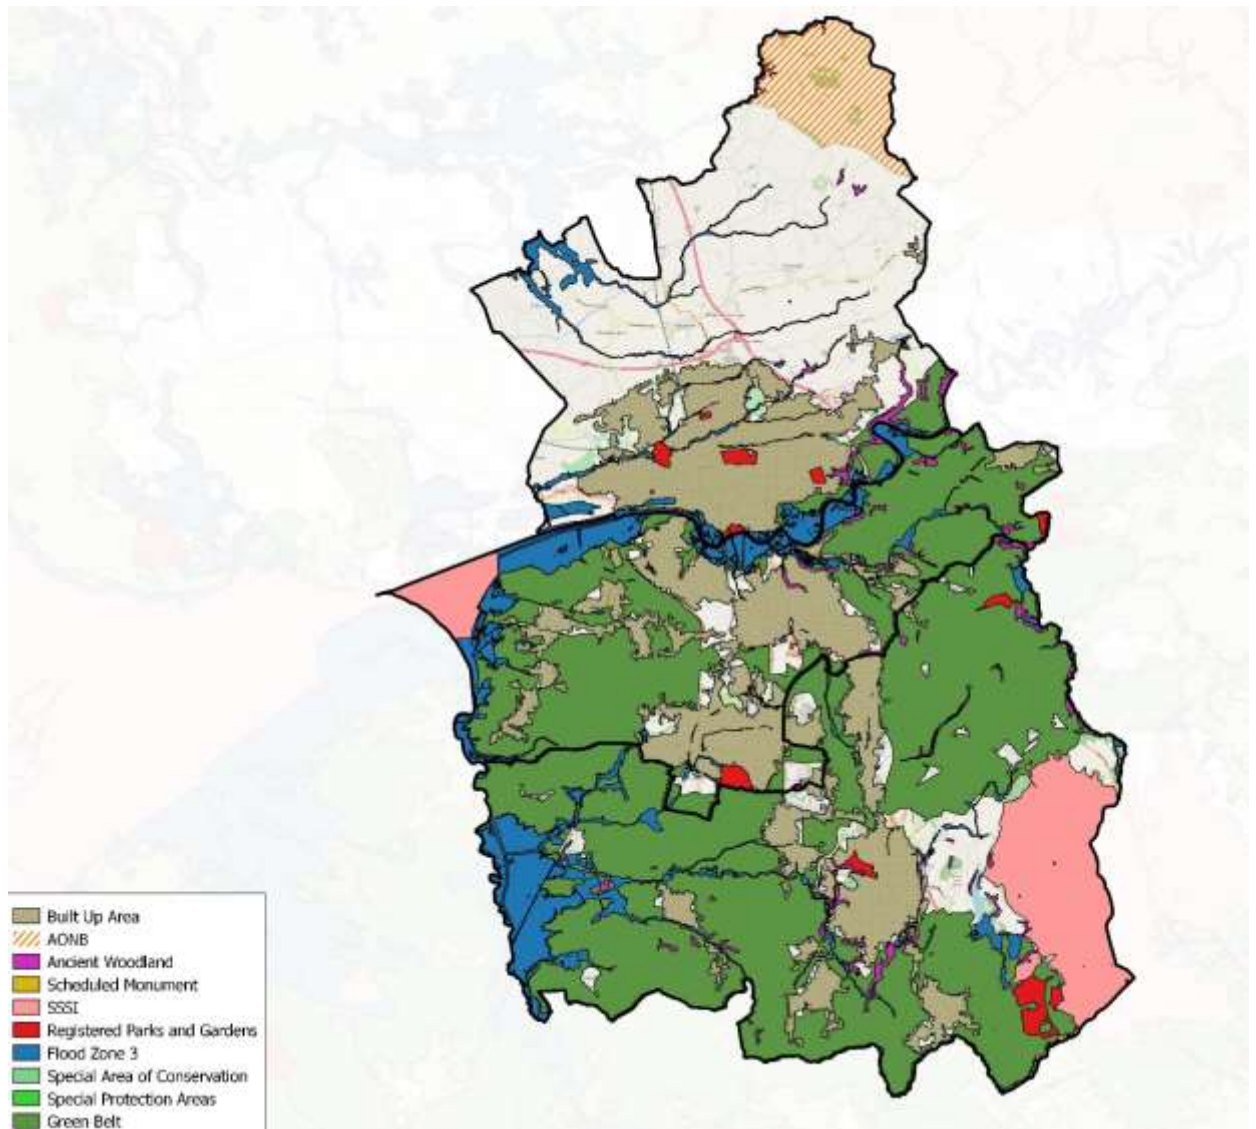 Built Up Area
AONB
Ancient Woodland
Scheduled Monument
SSSI
Registered Parks and Gardens
Flood Zone 3
Special Area of Conservation
Special Protection Areas
Green Belt